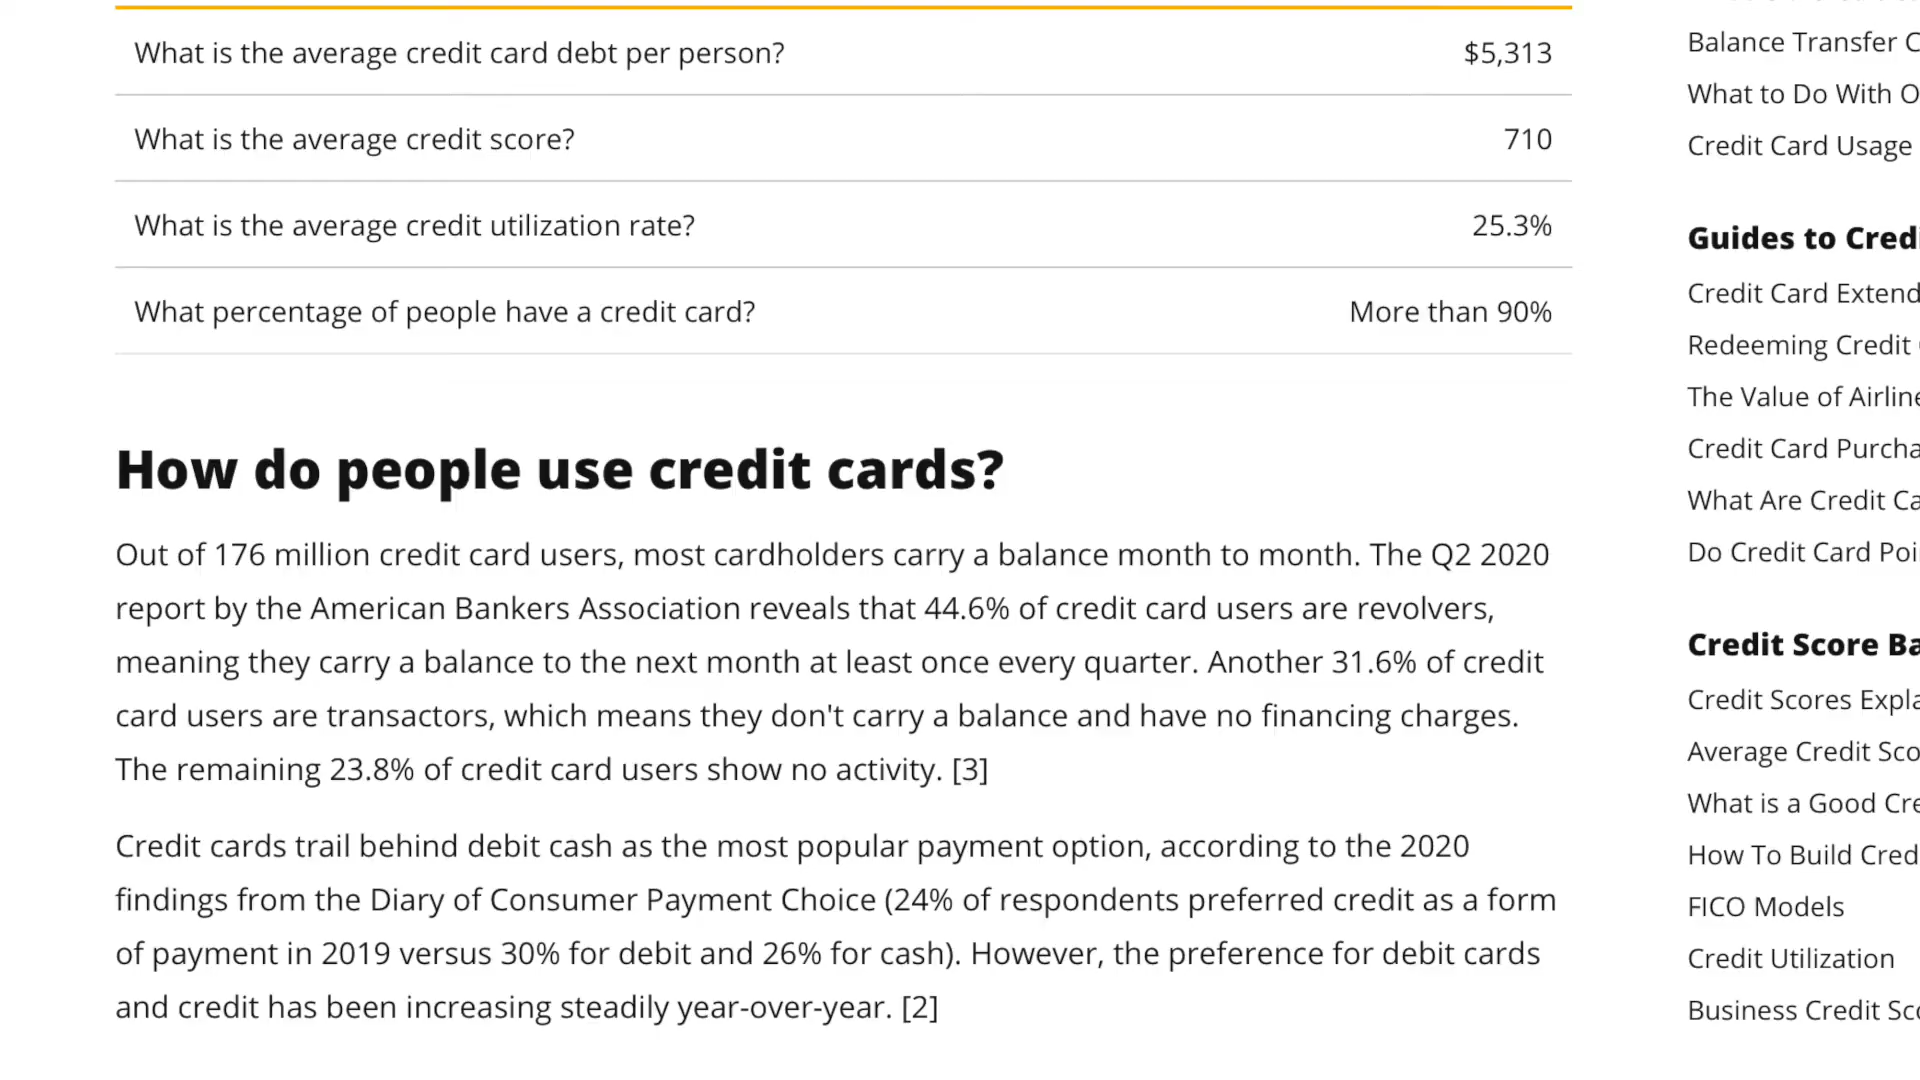 What is the average credit card debt per person? $5,313
What is the average credit score? 710
What is the average credit utilization rate? 25.3%
What percentage of people have a credit card? More than 90%
How do people use credit cards?
Out of 176 million credit card users, most cardholders carry a balance month to month. The Q2 2020
report by the American Bankers Association reveals that 44.6% of credit card users are revolvers,
meaning they carry a balance to the next month at least once every quarter. Another 31.6% of credit
card users are transactors, which means they don't carry a balance and have no financing charges.
The remaining 23.8% of credit card users show no activity. [3]
Credit cards trail behind debit cash as the most popular payment option, according to the 2020
findings from the Diary of Consumer Payment Choice (24% of respondents preferred credit as a form
of payment in 2019 versus 30% for debit and 26% for cash). However, the preference for debit cards
and credit has been increasing steadily year-over-year. [2]
Balance Transfer
What to Do With
Credit Card Usage
Guides to
Credit Card
Redeeming Credit
The Value of
Credit Card
What Are Credit
Do Credit Card
Credit Score
Credit Scores
Average Credit
What is a Good
How To Build
FICO Models
Credit Utilization
Business Credit